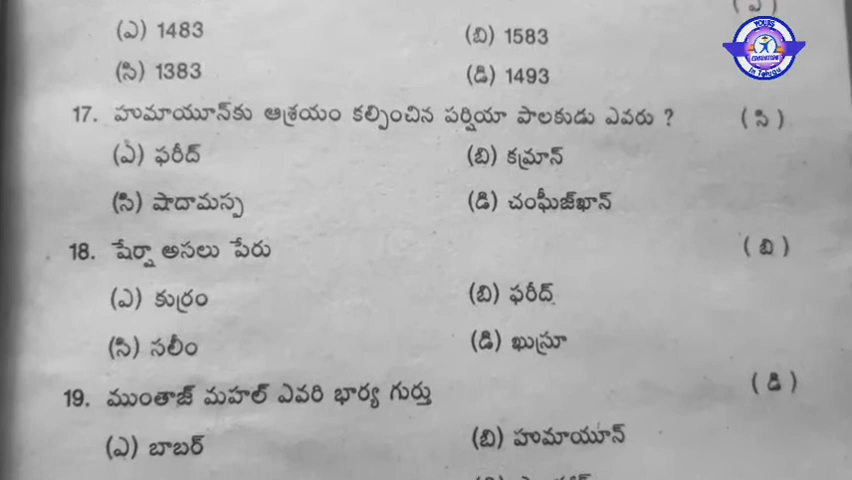 (ఎ) 1483 (బి) 1583
(సి) 1383 (డి) 1493
17. హుమాయూన్‌కు ఆశ్రయం కల్పించిన పర్షియా పాలకుడు ఎవరు ? ( సి )
(ఎ) ఫరీద్ (బి) కమ్రాన్
(సి) షాదామస్ప (డి) చంఘీజ్‌ఖాన్
18. షేర్షా అసలు పేరు ( బి )
(ఎ) కుర్రం (బి) ఫరీద్
(సి) సలీం (డి) ఖుస్రూ
19. ముంతాజ్ మహల్ ఎవరి భార్య గుర్తు ( డి )
(ఎ) బాబర్ (బి) హుమాయూన్